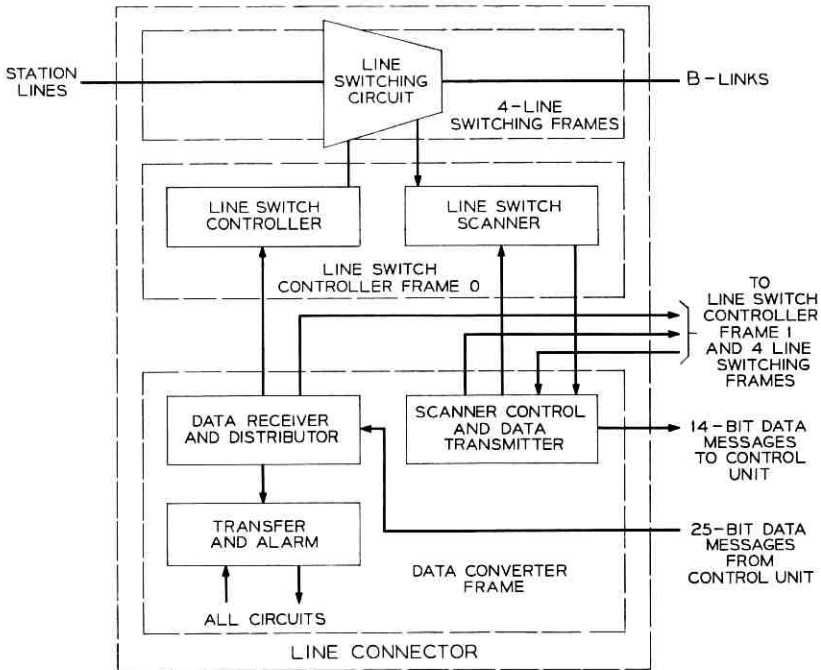 STATION
LINES
LINE
SWITCHING
CIRCUIT
B-LINKS
4-LINE
SWITCHING FRAMES
LINE SWITCH
CONTROLLER
LINE SWITCH
SCANNER
LINE SWITCH
CONTROLLER FRAME 0
TO
LINE SWITCH
CONTROLLER
FRAME 1
AND 4 LINE
SWITCHING
FRAMES
DATA RECEIVER
AND DISTRIBUTOR
SCANNER CONTROL
AND DATA
TRANSMITTER
14-BIT DATA
MESSAGES
TO CONTROL
UNIT
TRANSFER
AND ALARM
25-BIT DATA
MESSAGES
FROM
CONTROL UNIT
DATA CONVERTER
FRAME
ALL CIRCUITS
LINE CONNECTOR